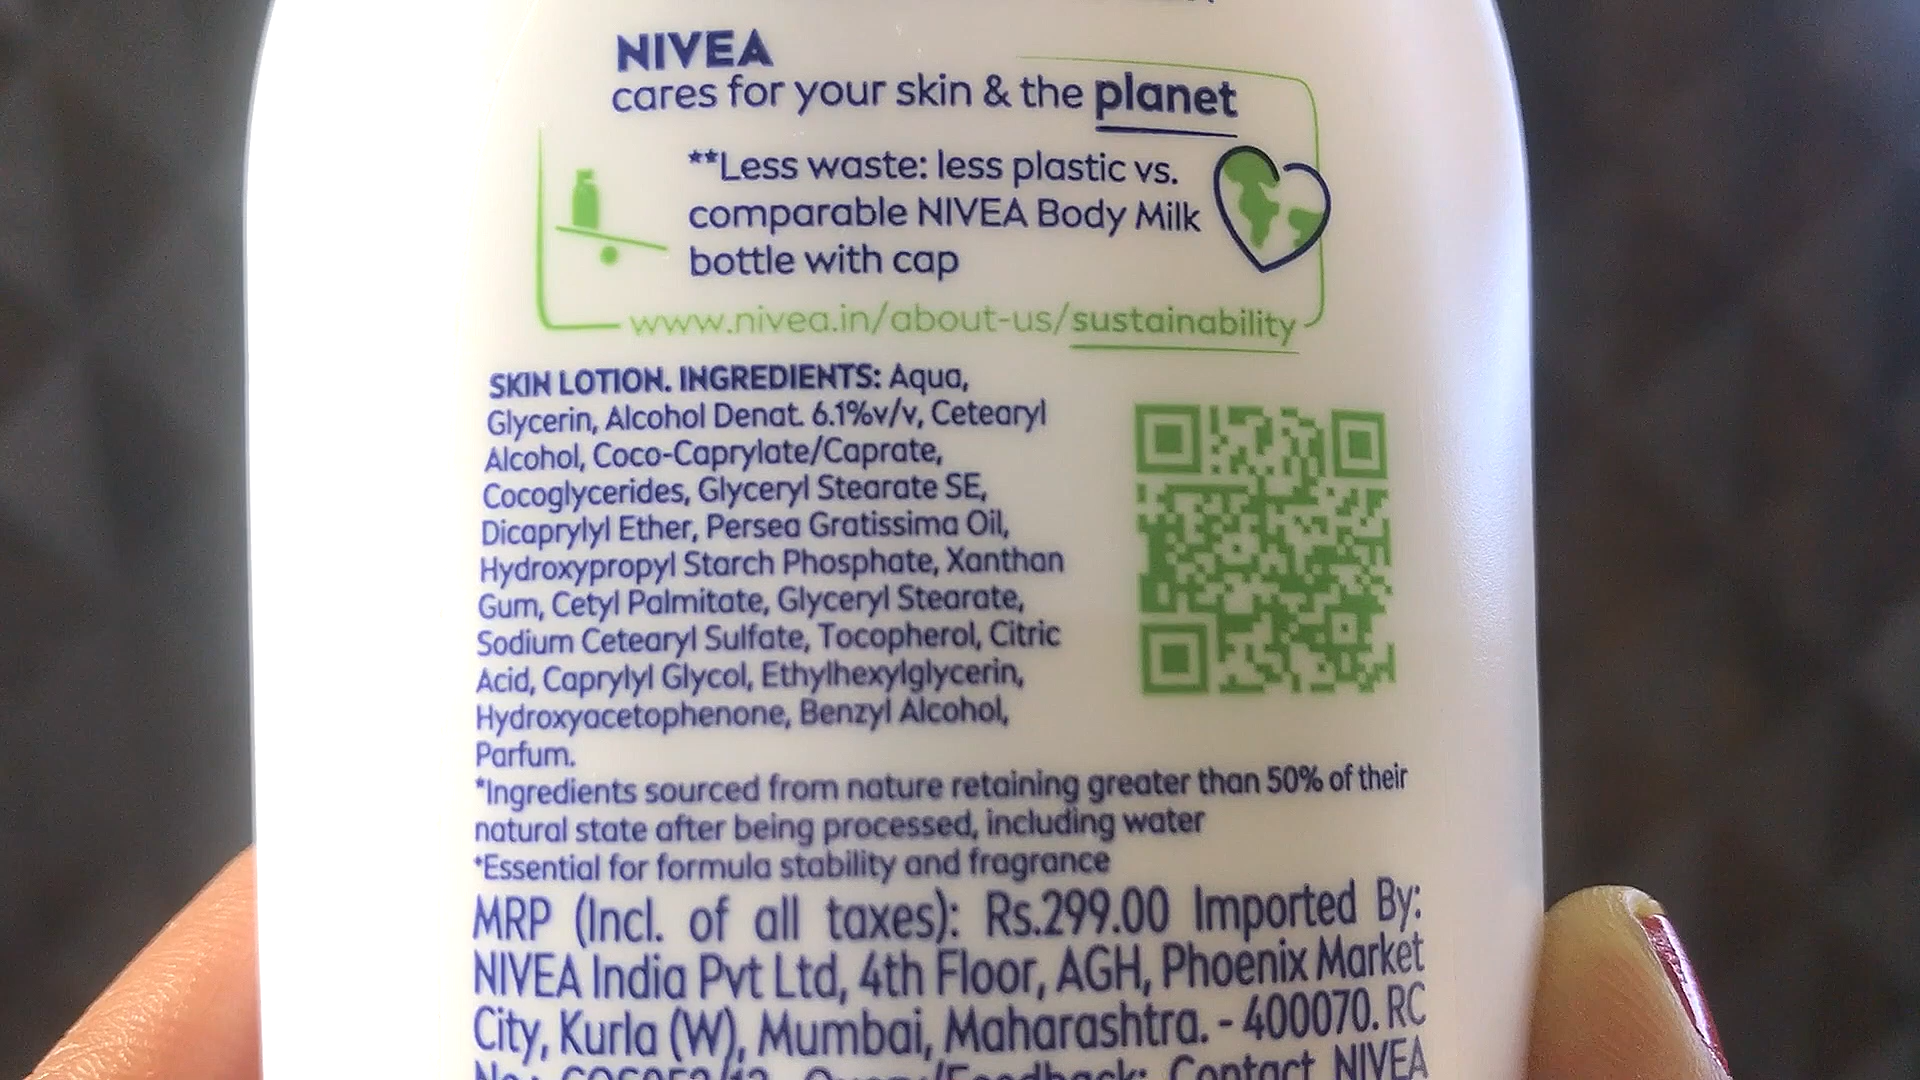 NIVEA
cares for your skin & the planet
**Less waste: less plastic vs.
comparable NIVEA Body Milk
bottle with cap
www.nivea.in/about-us/sustainability
SKIN LOTION. INGREDIENTS: Aqua,
Glycerin, Alcohol Denat. 6.1%v/v, Cetearyl
Alcohol, Coco-Caprylate/Caprate,
Cocoglycerides, Glyceryl Stearate SE,
Dicaprylyl Ether, Persea Gratissima Oil,
Hydroxypropyl Starch Phosphate, Xanthan
Gum, Cetyl Palmitate, Glyceryl Stearate,
Sodium Cetearyl Sulfate, Tocopherol, Citric
Acid, Caprylyl Glycol, Ethylhexylglycerin,
Hydroxyacetophenone, Benzyl Alcohol,
Parfum.
*Ingredients sourced from nature retaining greater than 50% of their
natural state after being processed, including water
⁺Essential for formula stability and fragrance
MRP (Incl. of all taxes): Rs.299.00 Imported By:
NIVEA India Pvt Ltd, 4th Floor, AGH, Phoenix Market
City, Kurla (W), Mumbai, Maharashtra. - 400070. RC
Query/Feedback: Contact NIVEA